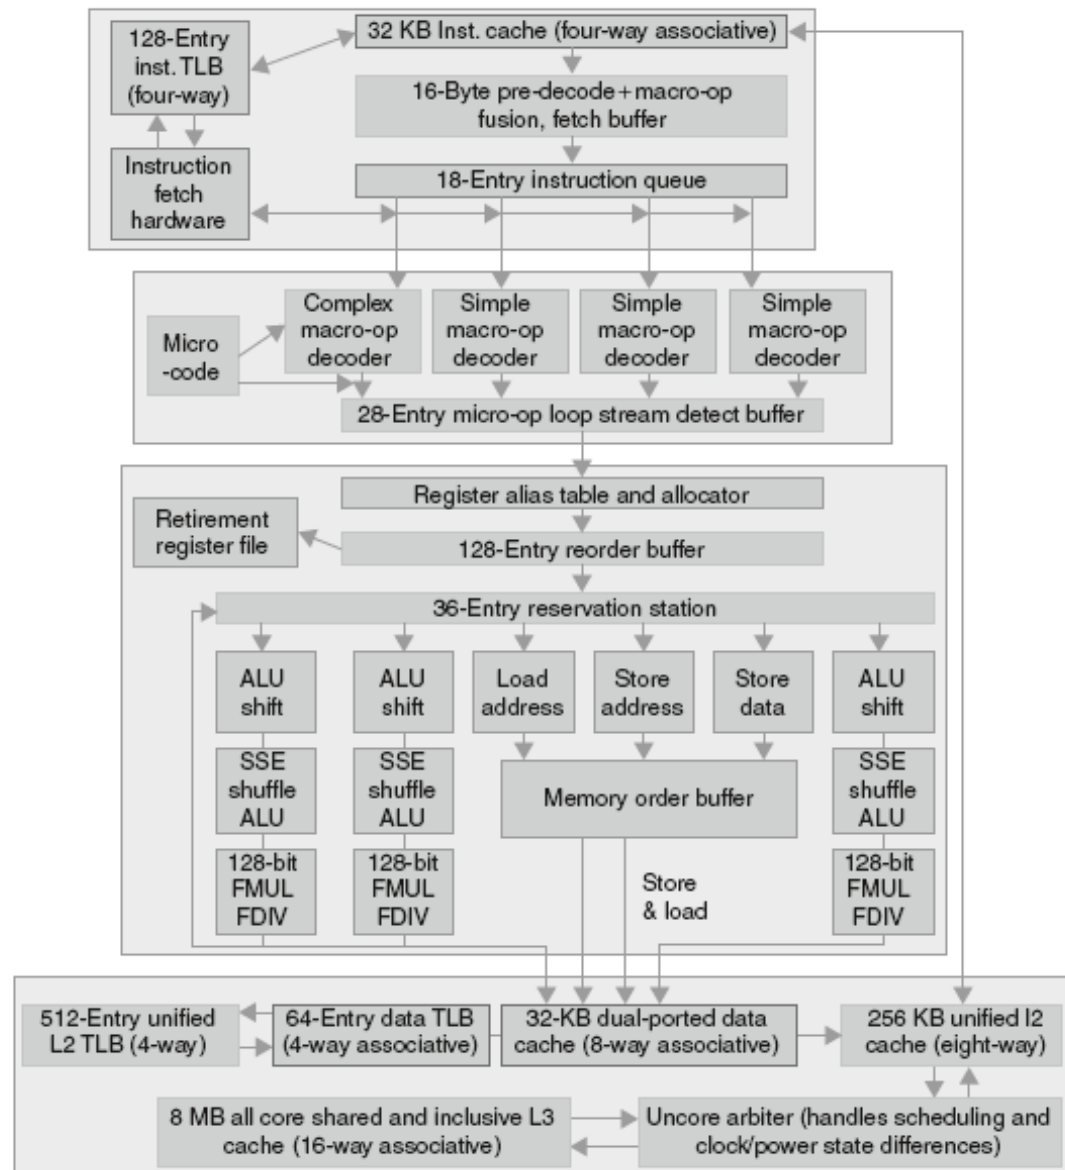 128-Entry
inst. TLB
(four-way)
32 KB Inst. cache (four-way associative)
16-Byte pre-decode+macro-op
fusion, fetch buffer
Instruction
fetch
hardware
18-Entry instruction queue
Micro
-code
Complex
macro-op
decoder
Simple
macro-op
decoder
Simple
macro-op
decoder
Simple
macro-op
decoder
28-Entry micro-op loop stream detect buffer
Register alias table and allocator
Retirement
register file
128-Entry reorder buffer
36-Entry reservation station
ALU
shift
ALU
shift
Load
address
Store
address
Store
data
ALU
shift
SSE
shuffle
ALU
SSE
shuffle
ALU
Memory order buffer
SSE
shuffle
ALU
128-bit
FMUL
FDIV
128-bit
FMUL
FDIV
Store
& load
128-bit
FMUL
FDIV
512-Entry unified
L2 TLB (4-way)
64-Entry data TLB
(4-way associative)
32-KB dual-ported data
cache (8-way associative)
256 KB unified l2
cache (eight-way)
8 MB all core shared and inclusive L3
cache (16-way associative)
Uncore arbiter (handles scheduling and
clock/power state differences)